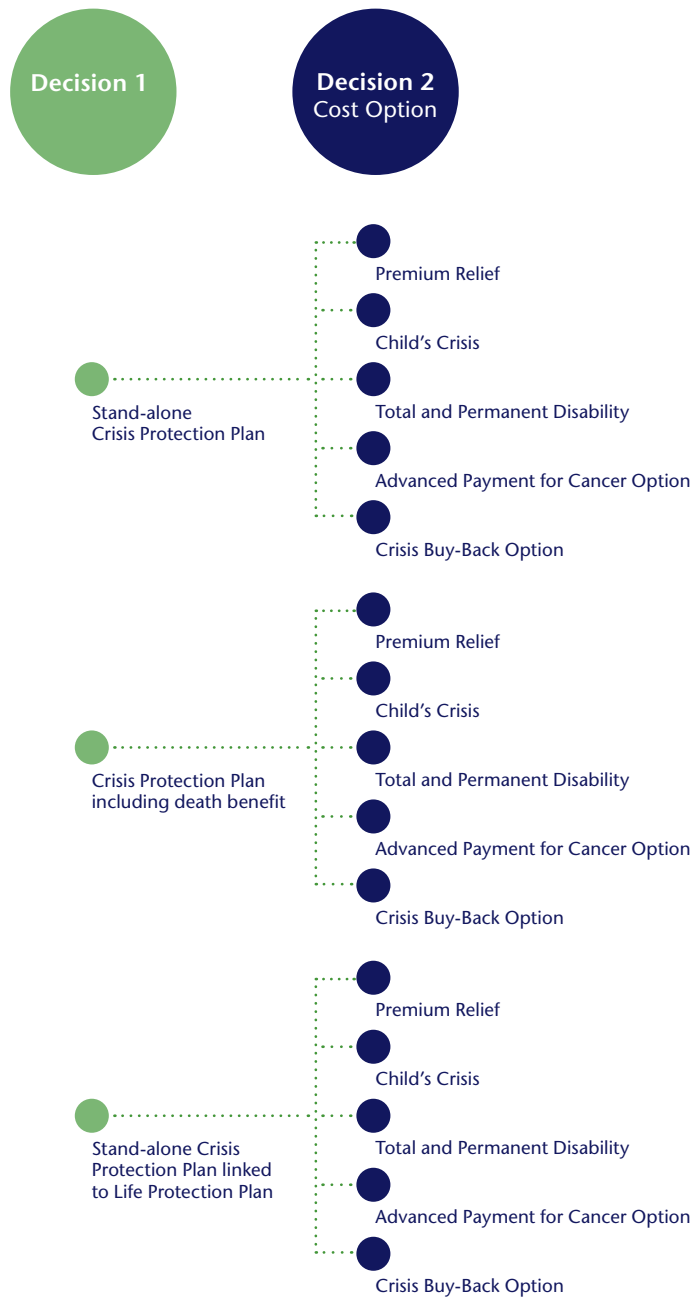 Decision 1
Decision 2
Cost Option
Premium Relief
Child's Crisis
Stand-alone
Crisis Protection Plan
Total and Permanent Disability
Advanced Payment for Cancer Option
Crisis Buy-Back Option
Premium Relief
Child's Crisis
Crisis Protection Plan
including death benefit
Total and Permanent Disability
Advanced Payment for Cancer Option
Crisis Buy-Back Option
Premium Relief
Child's Crisis
Stand-alone Crisis
Protection Plan linked
to Life Protection Plan
Total and Permanent Disability
Advanced Payment for Cancer Option
Crisis Buy-Back Option